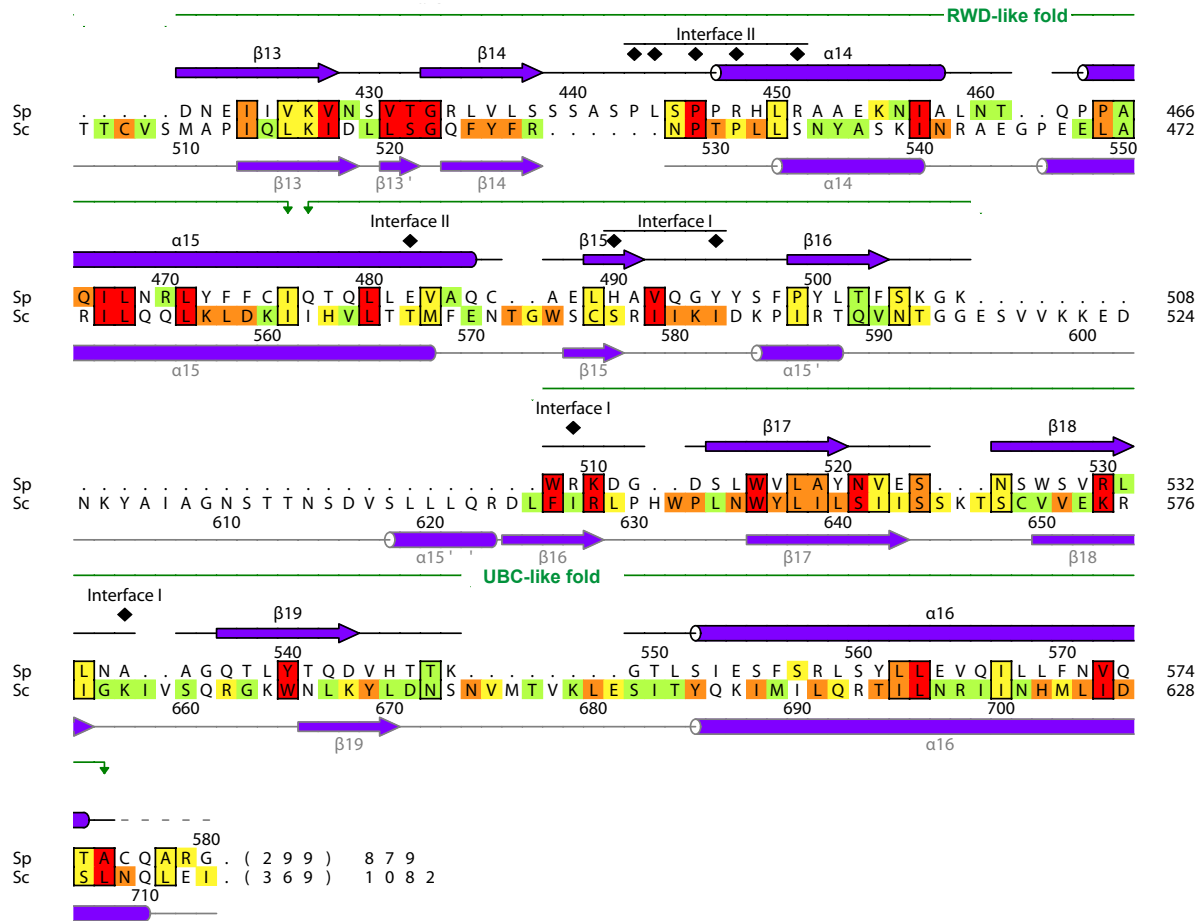 RWD-like fold
Interface II
β13 β14 α14
430 440 450 460
Sp . . . . . D N E I I V K V N S V T G R L V L S S S A S P L S P P R H L R A A E K N I A L N T . . Q P P A 466
Sc T T C V S M A P I Q L K I D L L S G Q F Y F R . . . . . . N P T P L L S N Y A S K I N R A E G P E E L A 472
510 520 530 540 550
β13 β13' β14 α14
Interface II Interface I
α15 β15 β16
470 480 490 500
Sp Q I L N R L Y F F C I Q T Q L L E V A Q C . . A E L H A V Q G Y Y S F P Y L T F S K G K . . . . . . . . 508
Sc R I L Q Q L K L D K I I H V L T T M F E N T G W S C S R I I K I D K P I R T Q V N T G G E S V V K K E D 524
560 570 580 590 600
α15 β15 α15'
Interface I
β17 β18
510 520 530
Sp . . . . . . . . . . . . . . . . . . . . . . . W R K D G . . D S L W V L A Y N V E S . . . N S W S V R L 532
Sc N K Y A I A G N S T T N S D V S L L L Q R D L F I R L P H W P L N W Y L I L S I I S S K T S C V V E K R 576
610 620 630 640 650
α15'' β16 β17 β18
UBC-like fold
Interface I
β19 α16
540 550 560 570
Sp L N A . . A G Q T L Y T Q D V H T T K . . . . . . . . G T L S I E S F S R L S Y L L E V Q I L L F N V Q 574
Sc I G K I V S Q R G K W N L K Y L D N S N V M T V K L E S I T Y Q K I M I L Q R T I L N R I I N H M L I D 628
660 670 680 690 700
β19 α16
580
Sp T A C Q A R G . ( 2 9 9 ) 8 7 9
Sc S L N Q L E I . ( 3 6 9 ) 1 0 8 2
710